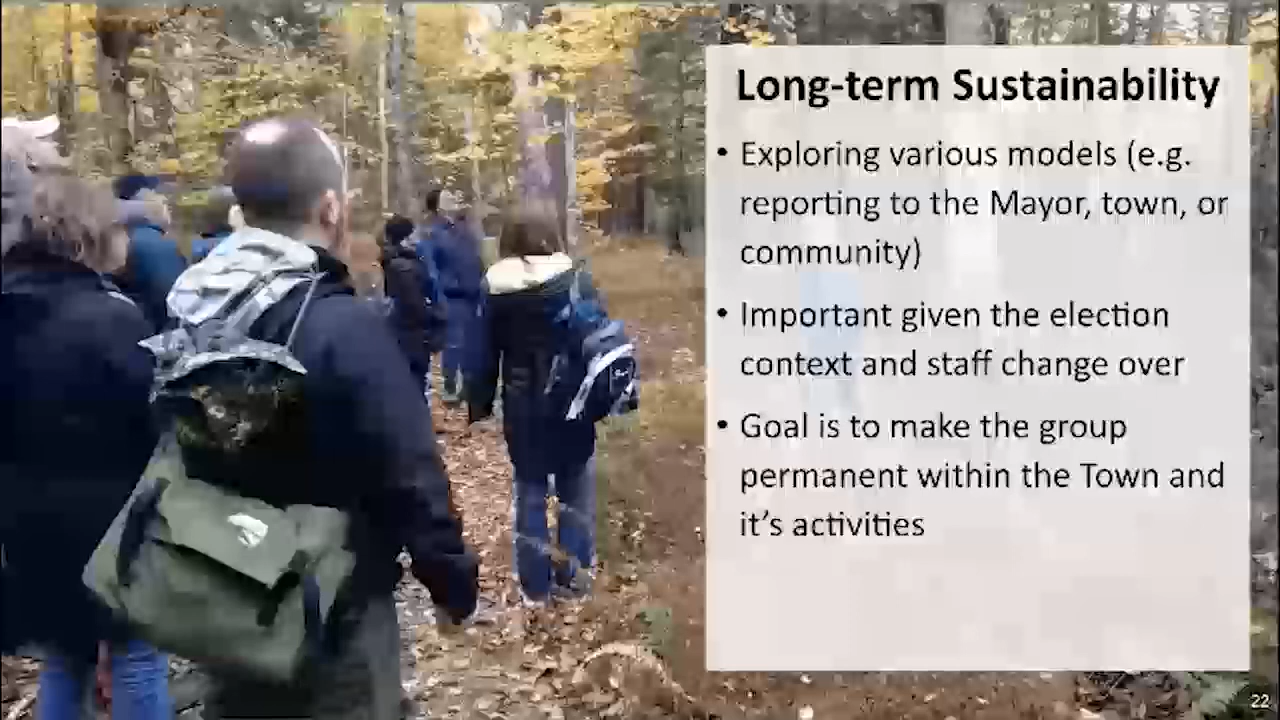 Long-term Sustainability
• Exploring various models (e.g.
reporting to the Mayor, town, or
community)
• Important given the election
context and staff change over
• Goal is to make the group
permanent within the Town and
it's activities
22